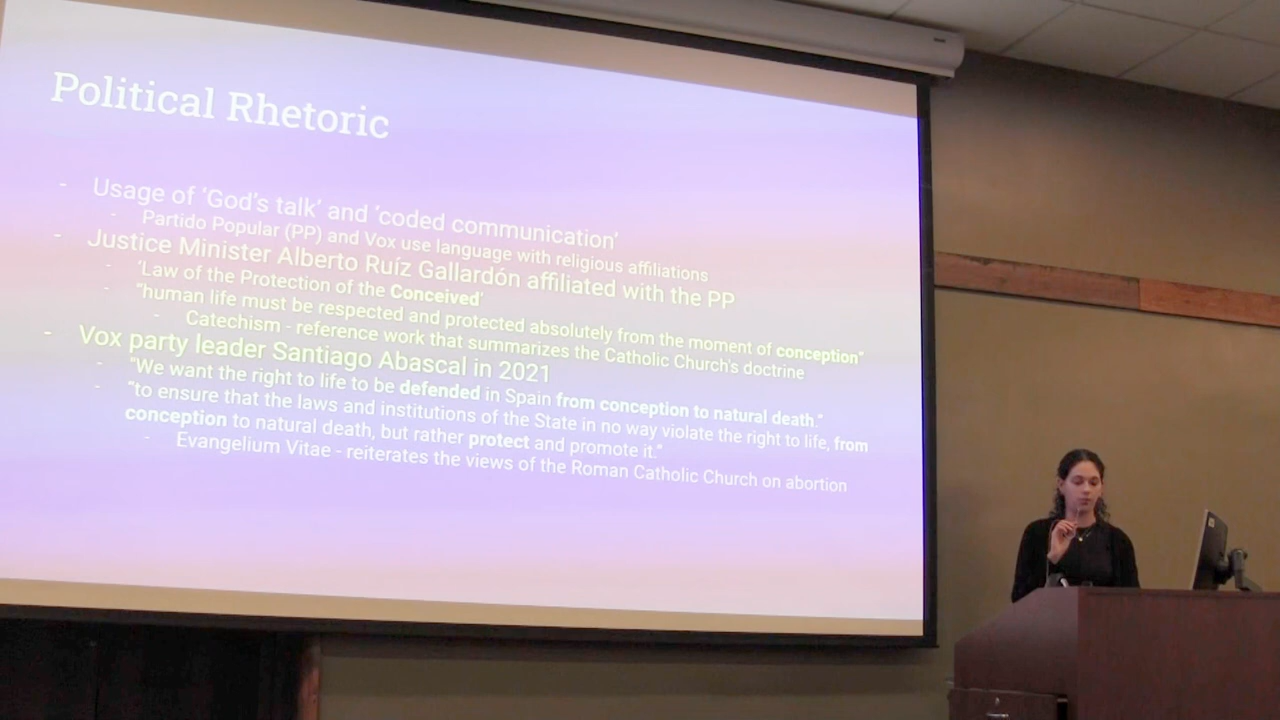 Political Rhetoric
- Usage of ‘God's talk’ and ‘coded communication’
- Partido Popular (PP) and Vox use language with religious affiliations
- Justice Minister Alberto Ruíz Gallardón affiliated with the PP
- ‘Law of the Protection of the Conceived’
- “human life must be respected and protected absolutely from the moment of conception”
- Catechism - reference work that summarizes the Catholic Church's doctrine
- Vox party leader Santiago Abascal in 2021
- “We want the right to life to be defended in Spain from conception to natural death.”
- “to ensure that the laws and institutions of the State in no way violate the right to life, from
conception to natural death, but rather protect and promote it.”
- Evangelium Vitae - reiterates the views of the Roman Catholic Church on abortion